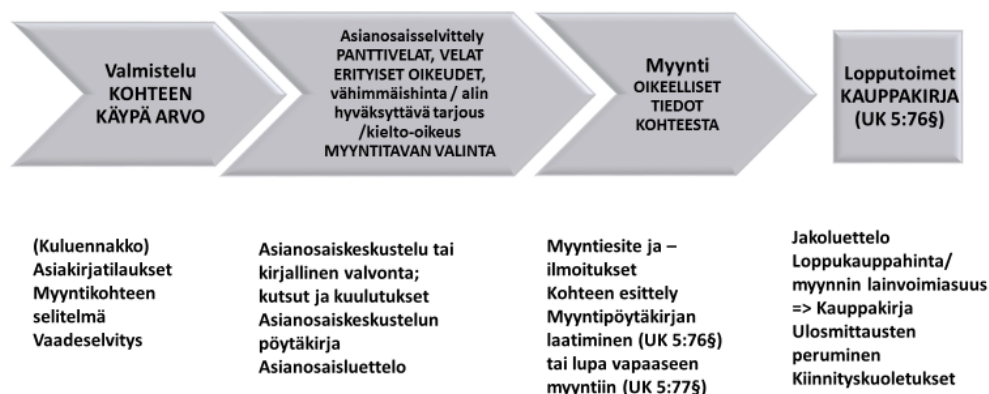 Valmistelu
KOHTEEN
KÄYPÄ ARVO
Asianosaisselvittely
PANTTIVELAT, VELAT
ERITYISET OIKEUDET,
vähimmäishinta / alin
hyväksyttävä tarjous
/kielto-oikeus
MYYNTITAVAN VALINTA
Myynti
OIKEELLISET
TIEDOT
KOHTEESTA
Lopputoimet
KAUPPAKIRJA
(UK 5:76§)
(Kuluennakko)
Asiakirjatilaukset
Myyntikohteen
selitelmä
Vaadeselvitys
Asianosaiskeskustelu tai
kirjallinen valvonta;
kutsut ja kuulutukset
Asianosaiskeskustelun
pöytäkirja
Asianosaisluettelo
Myyntiesite ja –
ilmoitukset
Kohteen esittely
Myyntipöytäkirjan
laatiminen (UK 5:76§)
tai lupa vapaaseen
myyntiin (UK 5:77§)
Jakoluettelo
Loppukauppahinta/
myynnin lainvoimiasuus
=> Kauppakirja
Ulosmittausten
peruminen
Kiinnityskuoletukset